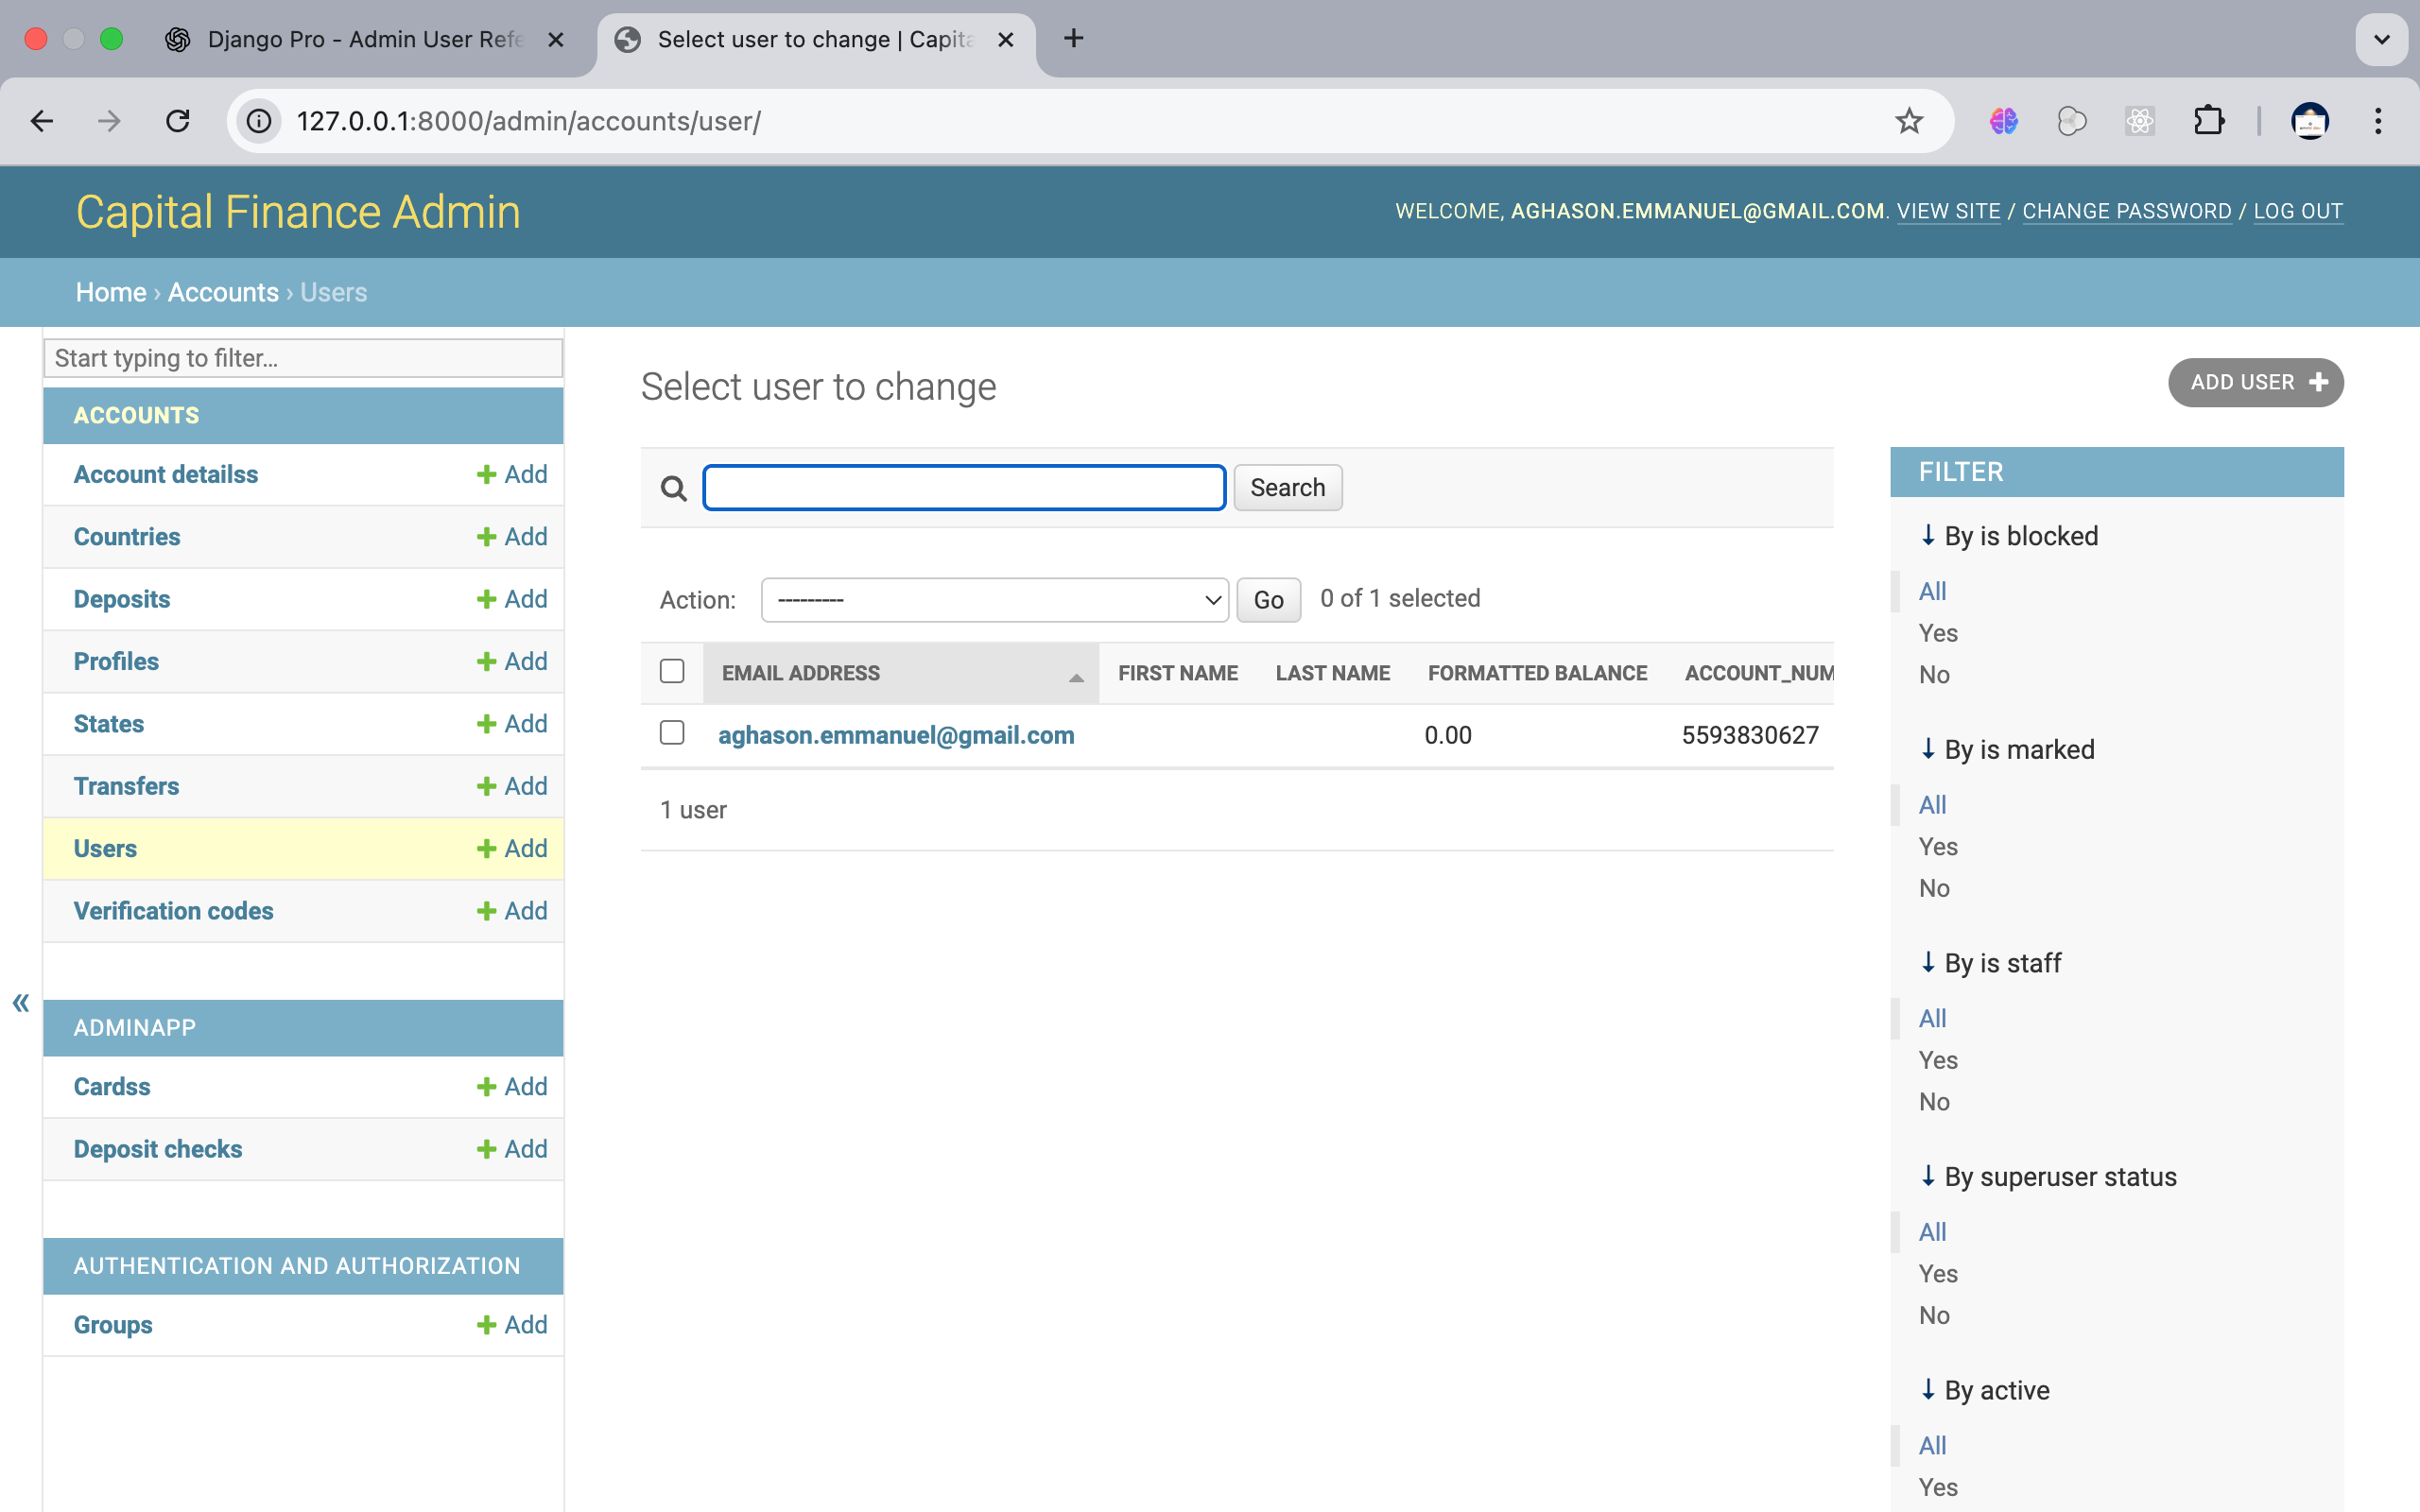 Django Pro - Admin User Refe
Select user to change | Capita
127.0.0.1:8000/admin/accounts/user/
Capital Finance Admin
WELCOME, AGHASON.EMMANUEL@GMAIL.COM. VIEW SITE / CHANGE PASSWORD / LOG OUT
Home › Accounts › Users
Start typing to filter...
ACCOUNTS
Account detailss Add
Countries Add
Deposits Add
Profiles Add
States Add
Transfers Add
Users Add
Verification codes Add
«
ADMINAPP
Cardss Add
Deposit checks Add
AUTHENTICATION AND AUTHORIZATION
Groups Add
Select user to change
ADD USER
Search
Action: --------- Go 0 of 1 selected
EMAIL ADDRESS FIRST NAME LAST NAME FORMATTED BALANCE ACCOUNT_NUM
aghason.emmanuel@gmail.com 0.00 5593830627
1 user
FILTER
↓ By is blocked
All
Yes
No
↓ By is marked
All
Yes
No
↓ By is staff
All
Yes
No
↓ By superuser status
All
Yes
No
↓ By active
All
Yes